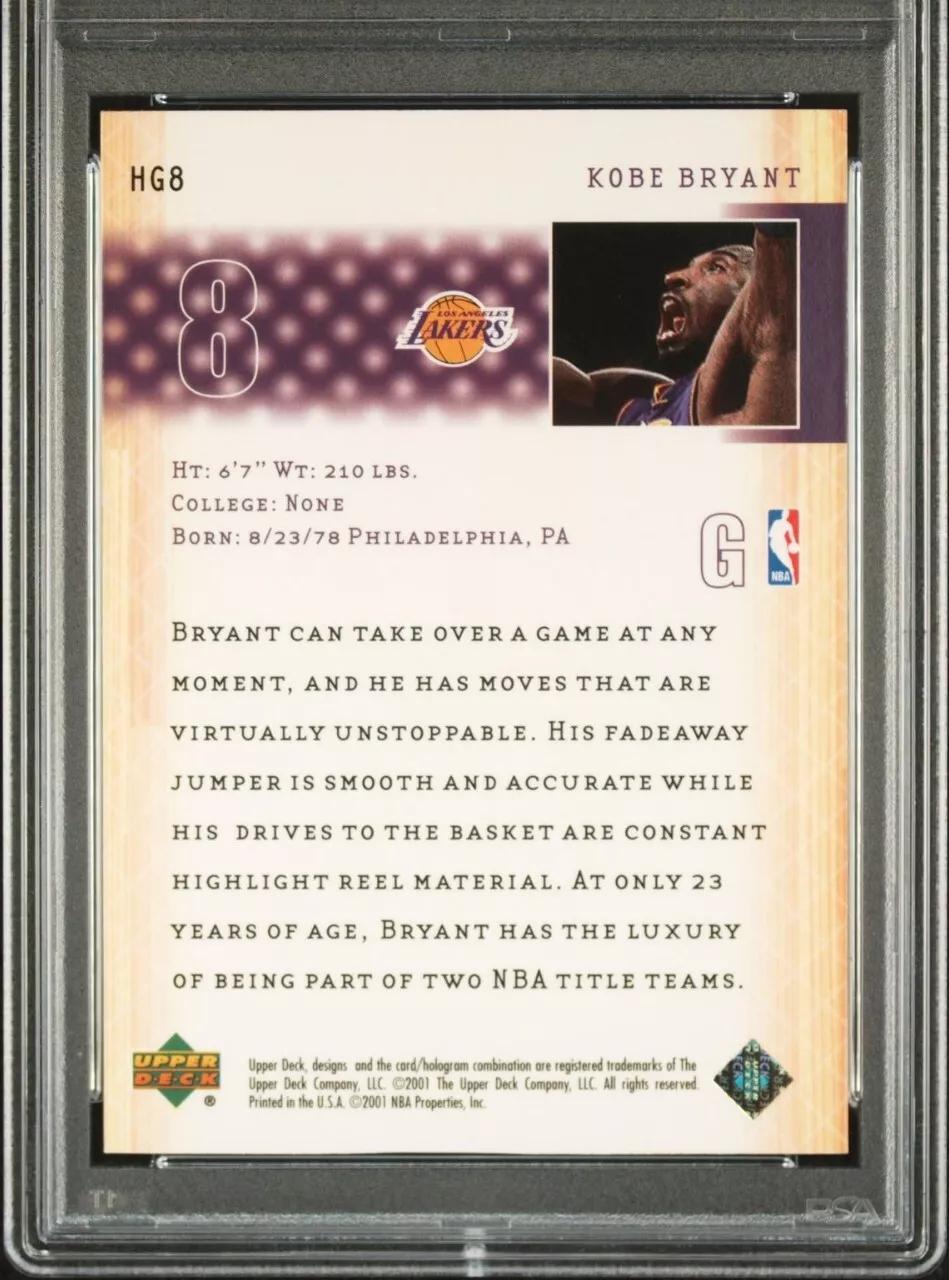 HG8
KOBE BRYANT
8
LOS ANGELES
LAKERS
HT: 6'7" WT: 210 LBS.
COLLEGE: NONE
BORN: 8/23/78 PHILADELPHIA, PA
G
NBA
BRYANT CAN TAKE OVER A GAME AT ANY
MOMENT, AND HE HAS MOVES THAT ARE
VIRTUALLY UNSTOPPABLE. HIS FADEAWAY
JUMPER IS SMOOTH AND ACCURATE WHILE
HIS DRIVES TO THE BASKET ARE CONSTANT
HIGHLIGHT REEL MATERIAL. AT ONLY 23
YEARS OF AGE, BRYANT HAS THE LUXURY
OF BEING PART OF TWO NBA TITLE TEAMS.
UPPER
D·E·C·K
®
Upper Deck, designs and the card/hologram combination are registered trademarks of The
Upper Deck Company, LLC. ©2001 The Upper Deck Company, LLC. All rights reserved.
Printed in the U.S.A. ©2001 NBA Properties, Inc.
PSA